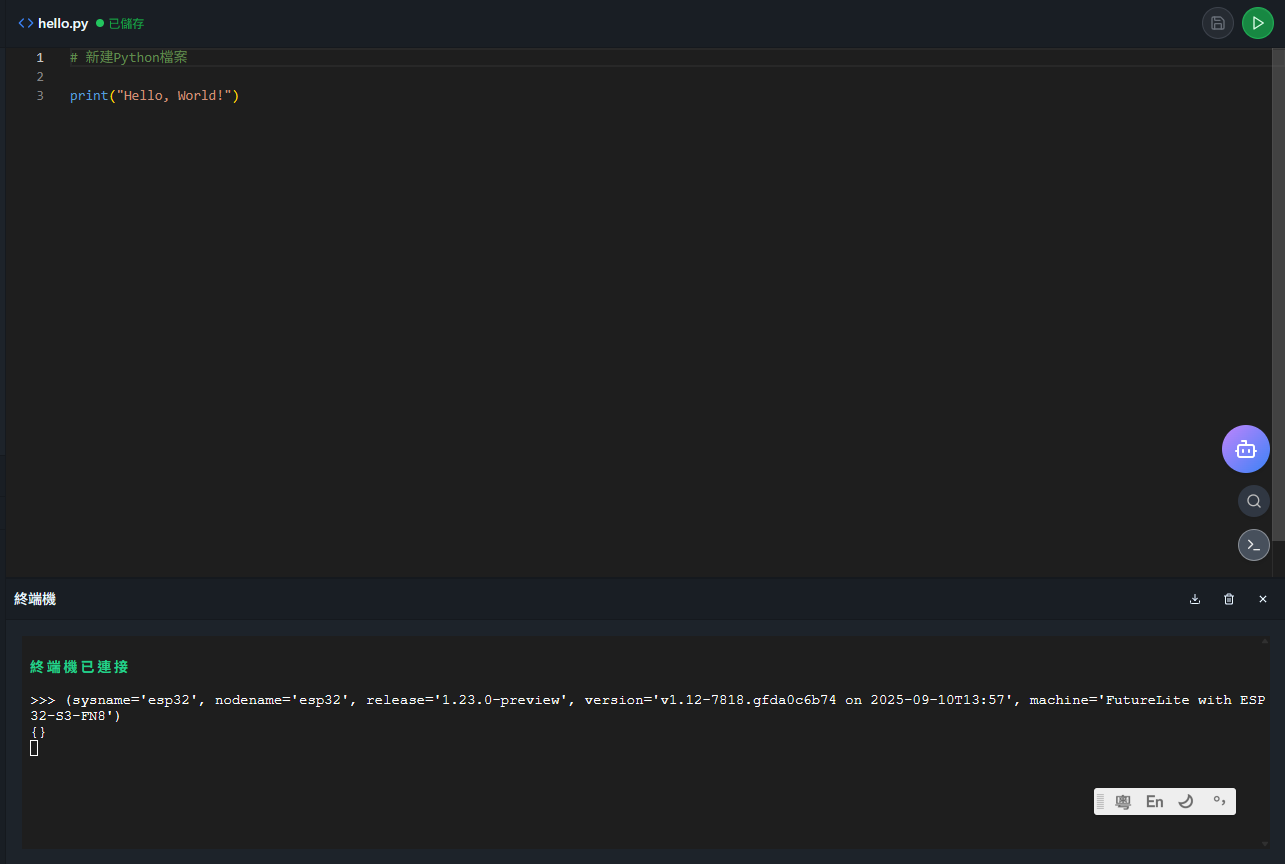 hello.py 已儲存
1 # 新建Python檔案
2
3 print("Hello, World!")
終端機
終端機已連接
>>> (sysname='esp32', nodename='esp32', release='1.23.0-preview', version='v1.12-7818.gfda0c6b74 on 2025-09-10T13:57', machine='FutureLite with ESP
32-S3-FN8')
{}
粵 En °,